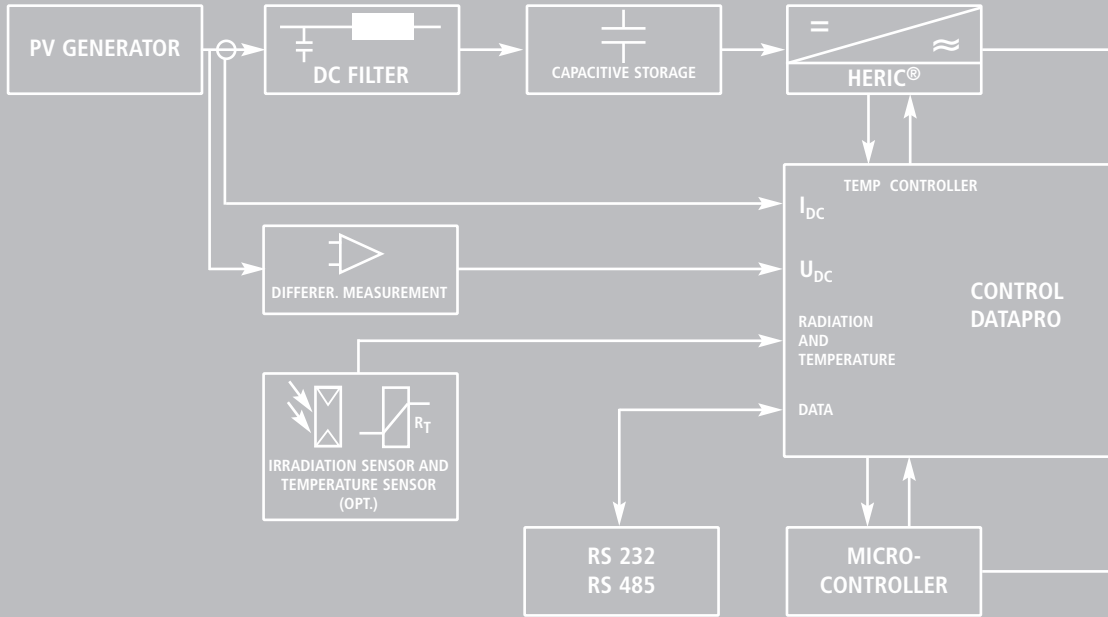 PV GENERATOR
DC FILTER
CAPACITIVE STORAGE
=
≈
HERIC®
TEMP CONTROLLER
IDC
UDC
DIFFERER. MEASUREMENT
CONTROL
DATAPRO
RADIATION
AND
TEMPERATURE
DATA
RT
IRRADIATION SENSOR AND
TEMPERATURE SENSOR
(OPT.)
RS 232
RS 485
MICRO-
CONTROLLER